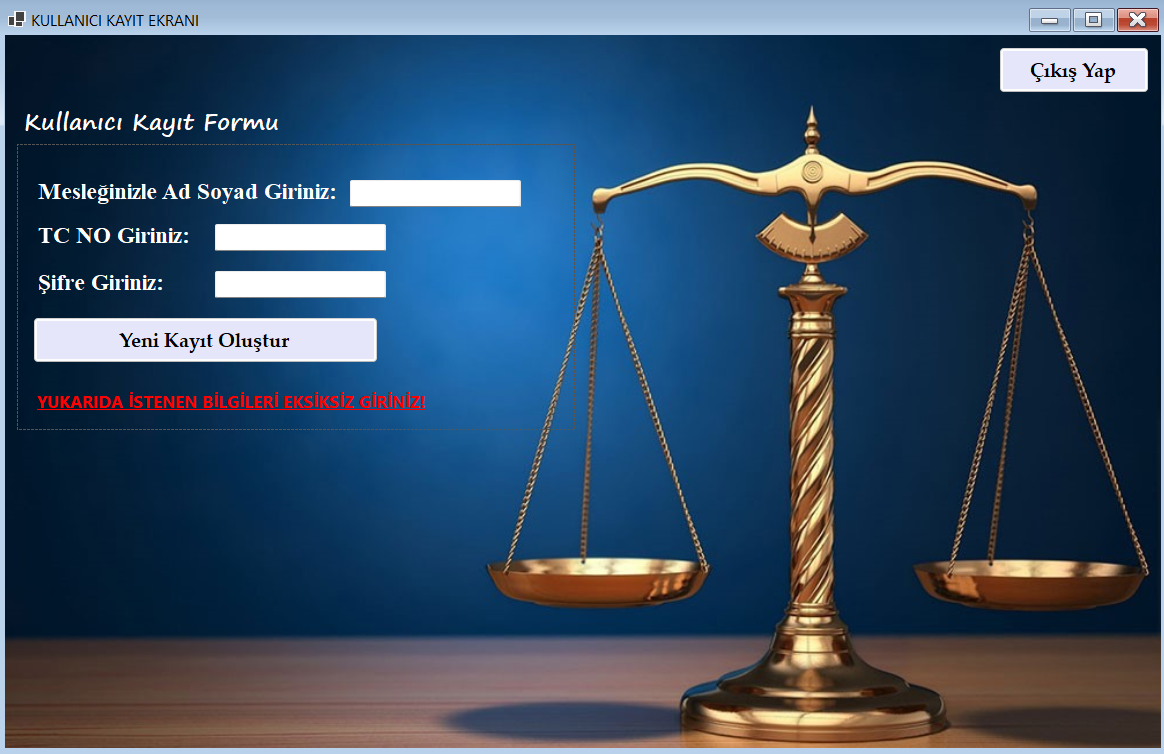 KULLANICI KAYIT EKRANI
Çıkış Yap
Kullanıcı Kayıt Formu
Mesleğinizle Ad Soyad Giriniz:
TC NO Giriniz:
Şifre Giriniz:
Yeni Kayıt Oluştur
YUKARIDA İSTENEN BİLGİLERİ EKSİKSİZ GİRİNİZ!